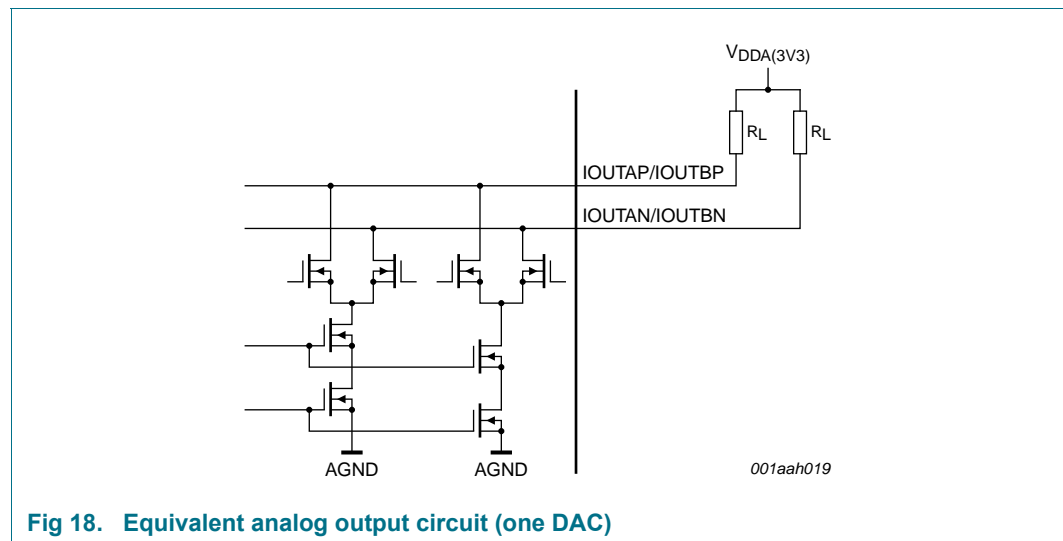 VDDA(3V3)
RL RL
IOUTAP/IOUTBP
IOUTAN/IOUTBN
AGND AGND
001aah019
Fig 18. Equivalent analog output circuit (one DAC)